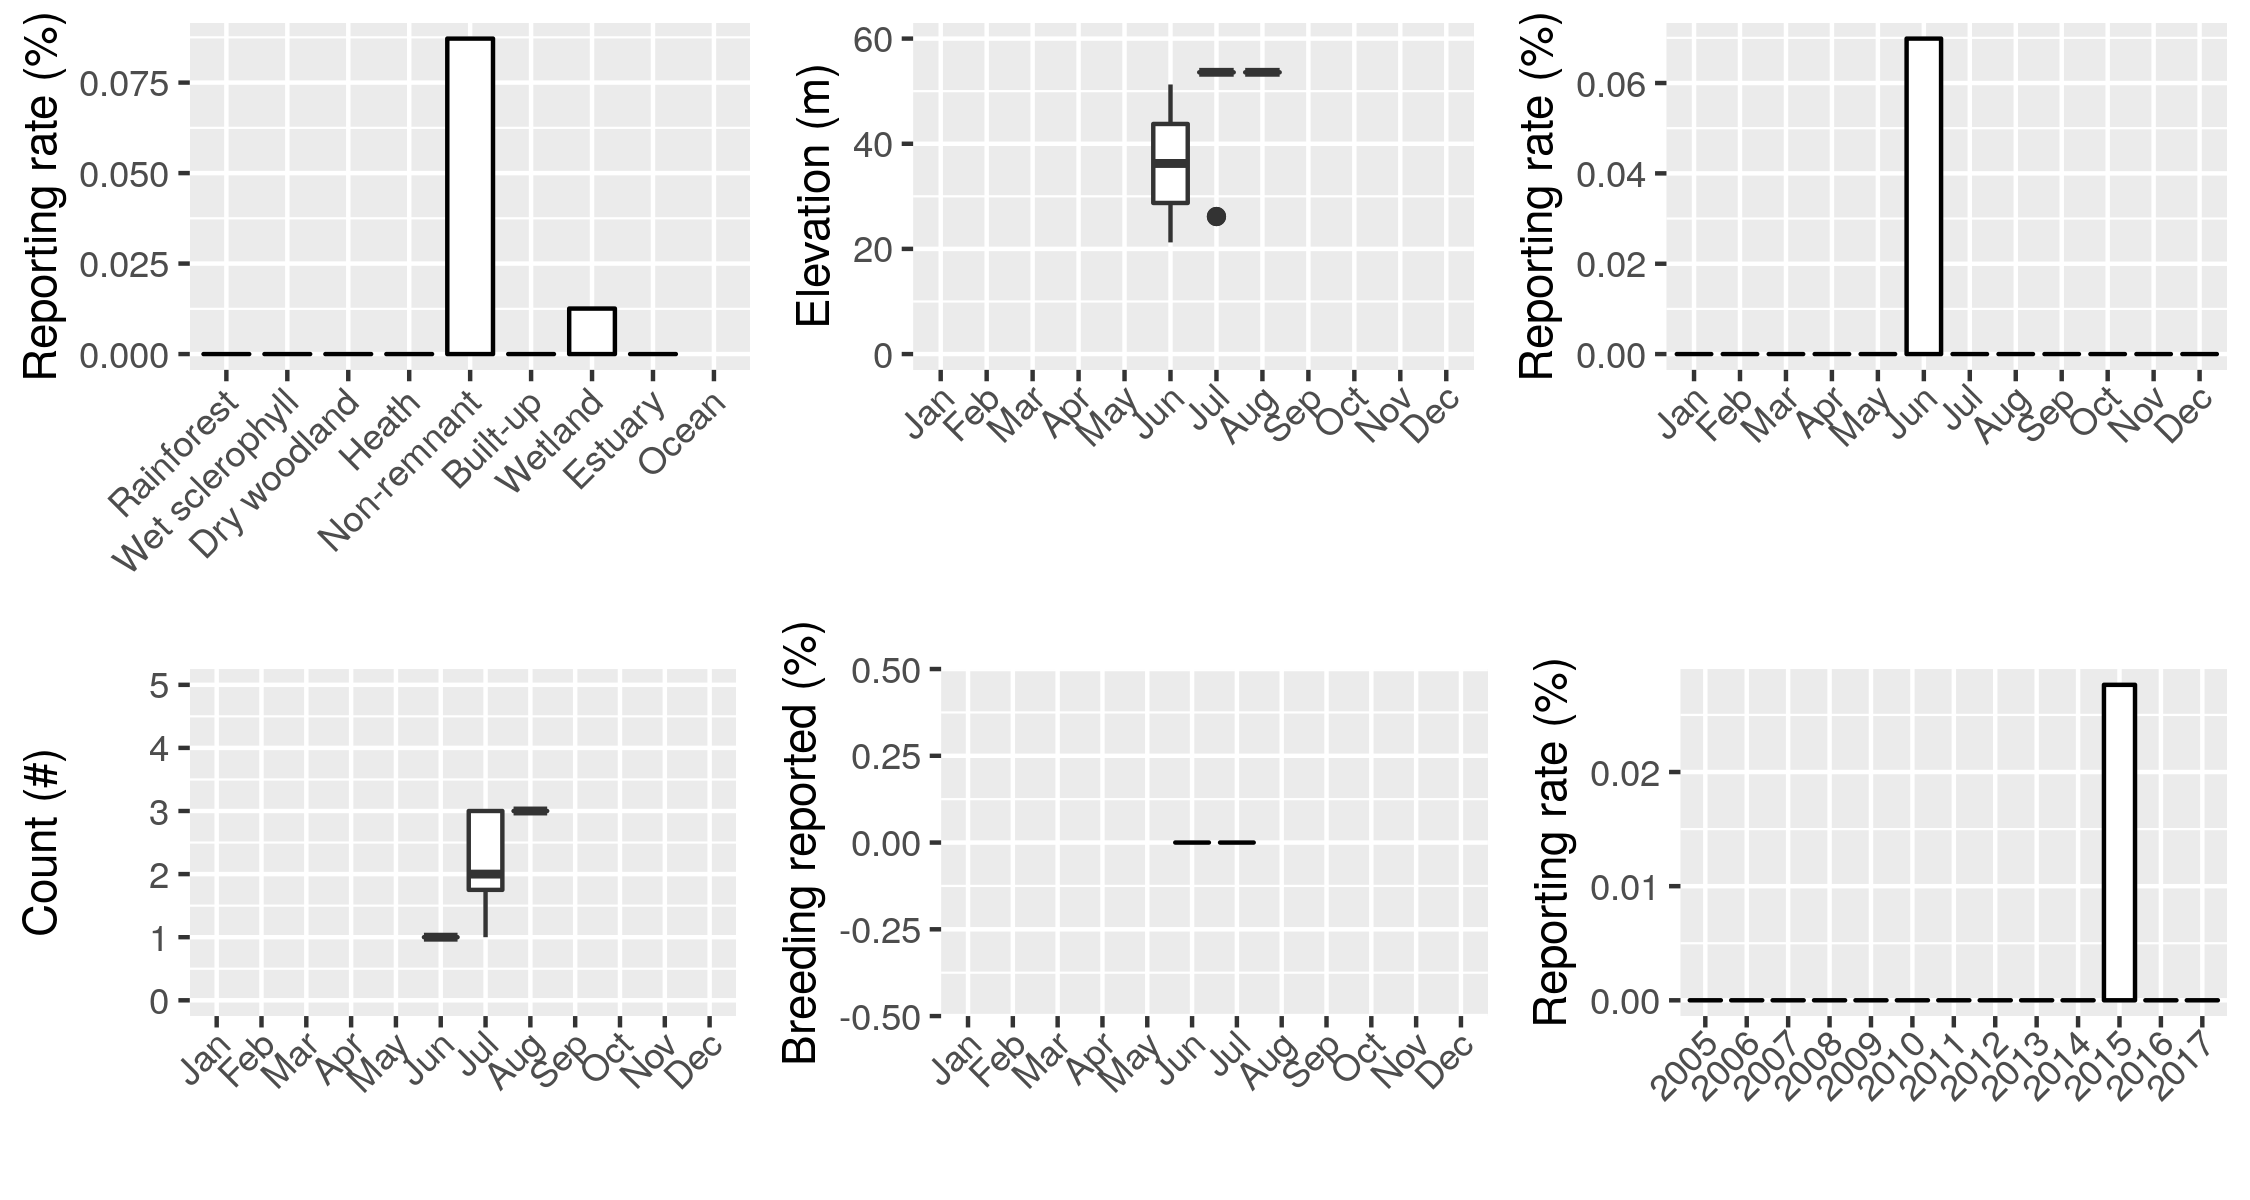 Reporting rate (%)
0.075
0.050
0.025
0.000
Rainforest
Wet sclerophyll
Dry woodland
Heath
Non-remnant
Built-up
Wetland
Estuary
Ocean
Elevation (m)
60
40
20
0
Jan
Feb
Mar
Apr
May
Jun
Jul
Aug
Sep
Oct
Nov
Dec
Reporting rate (%)
0.06
0.04
0.02
0.00
Jan
Feb
Mar
Apr
May
Jun
Jul
Aug
Sep
Oct
Nov
Dec
Count (#)
5
4
3
2
1
0
Jan
Feb
Mar
Apr
May
Jun
Jul
Aug
Sep
Oct
Nov
Dec
Breeding reported (%)
0.50
0.25
0.00
-0.25
-0.50
Jan
Feb
Mar
Apr
May
Jun
Jul
Aug
Sep
Oct
Nov
Dec
Reporting rate (%)
0.02
0.01
0.00
2005
2006
2007
2008
2009
2010
2011
2012
2013
2014
2015
2016
2017